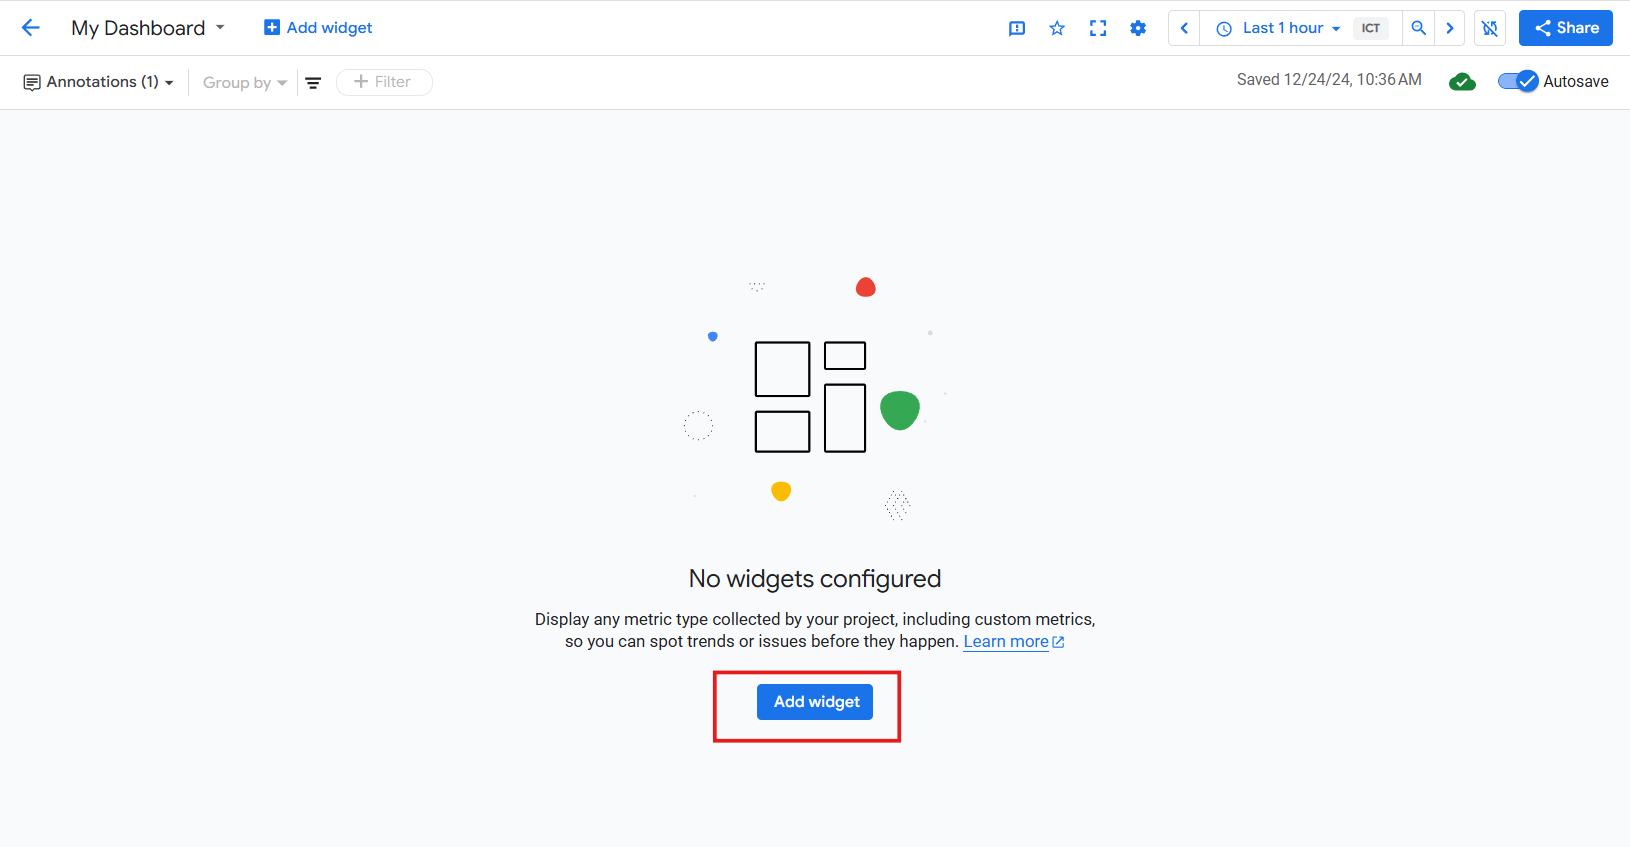 My Dashboard
Add widget
Last 1 hour
ICT
Share
Annotations (1)
Group by
Filter
Saved 12/24/24, 10:36 AM
Autosave
No widgets configured
Display any metric type collected by your project, including custom metrics,
so you can spot trends or issues before they happen. Learn more
Add widget